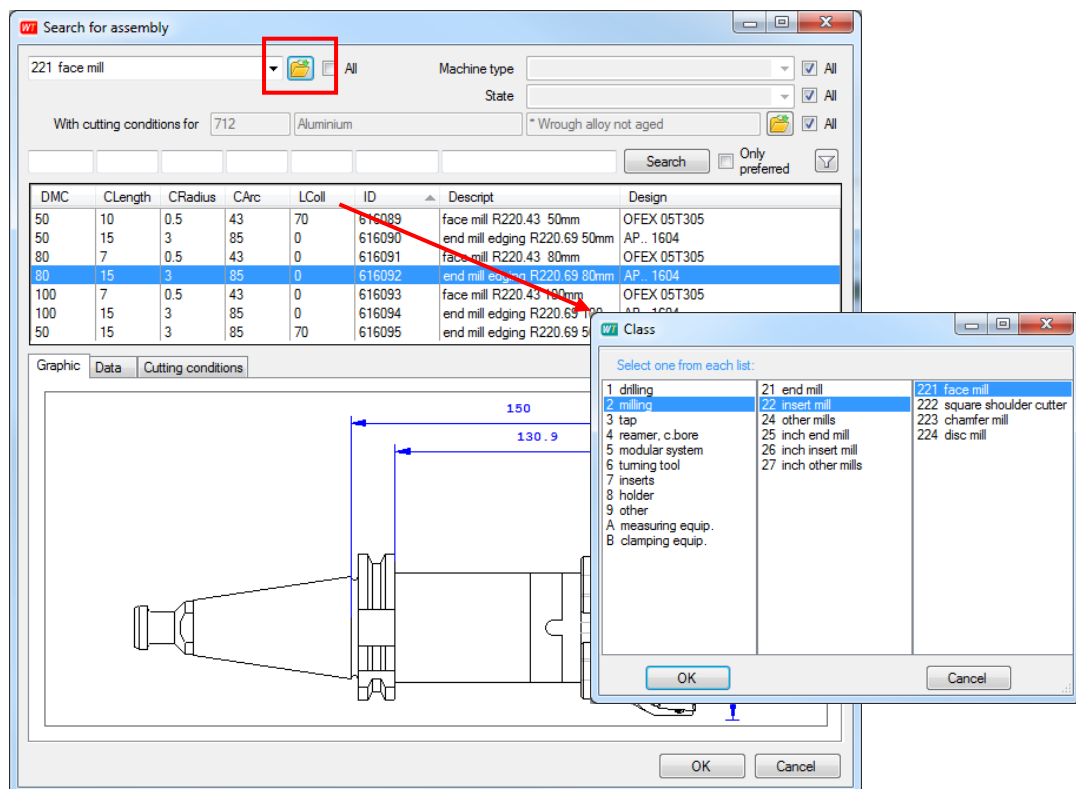 WT Search for assembly
221 face mill All Machine type All
State All
With cutting conditions for 712 Aluminium * Wrough alloy not aged All
Search Only preferred
DMC CLength CRadius CArc LColl ID Descript Design
50 10 0.5 43 70 616089 face mill R220.43 50mm OFEX 05T305
50 15 3 85 0 616090 end mill edging R220.69 50mm AP.. 1604
80 7 0.5 43 0 616091 face mill R220.43 80mm OFEX 05T305
80 15 3 85 0 616092 end mill edging R220.69 80mm AP.. 1604
100 7 0.5 43 0 616093 face mill R220.43 100mm OFEX 05T305
100 15 3 85 0 616094 end mill edging R220.69 100 AP.. 1604
50 15 3 85 70 616095 end mill edging R220.69
Graphic Data Cutting conditions
150
130.9
WT Class
Select one from each list:
1 drilling 21 end mill 221 face mill
2 milling 22 insert mill 222 square shoulder cutter
3 tap 24 other mills 223 chamfer mill
4 reamer, c.bore 25 inch end mill 224 disc mill
5 modular system 26 inch insert mill
6 turning tool 27 inch other mills
7 inserts
8 holder
9 other
A measuring equip.
B clamping equip.
OK Cancel
OK Cancel